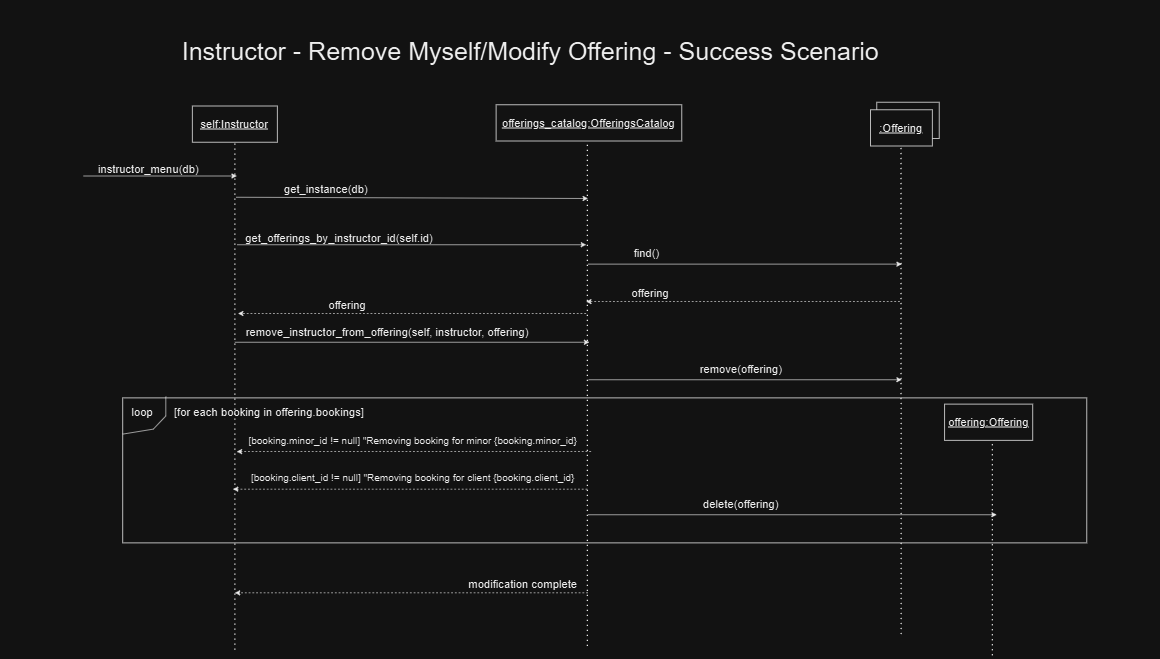 Instructor - Remove Myself/Modify Offering - Success Scenario
self:Instructor
offerings_catalog:OfferingsCatalog
:Offering
instructor_menu(db)
get_instance(db)
get_offerings_by_instructor_id(self.id)
find()
offering
offering
remove_instructor_from_offering(self, instructor, offering)
remove(offering)
loop
[for each booking in offering.bookings]
offering:Offering
[booking.minor_id != null] "Removing booking for minor {booking.minor_id}
[booking.client_id != null] "Removing booking for client {booking.client_id}
delete(offering)
modification complete